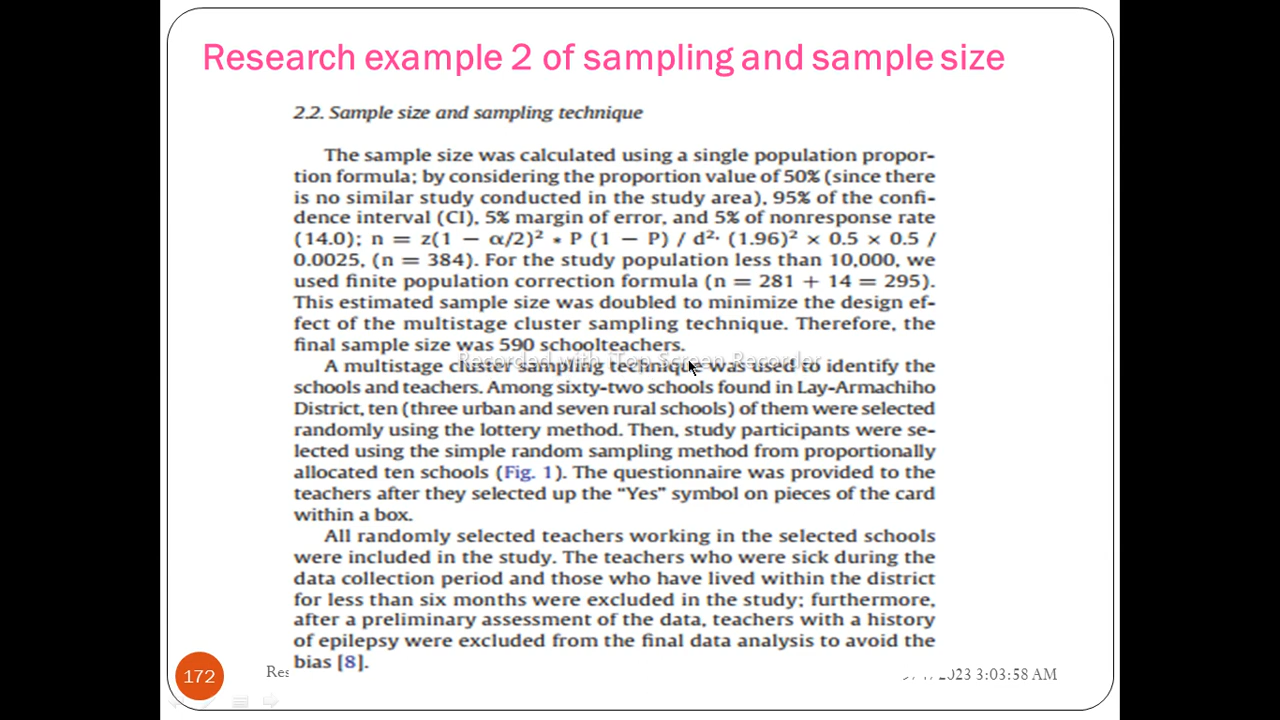 Research example 2 of sampling and sample size
2.2. Sample size and sampling technique
The sample size was calculated using a single population propor-
tion formula; by considering the proportion value of 50% (since there
is no similar study conducted in the study area), 95% of the confi-
dence interval (CI), 5% margin of error, and 5% of nonresponse rate
(14.0); n = z(1 − α/2)² * P (1 − P) / d². (1.96)² × 0.5 × 0.5 /
0.0025, (n = 384). For the study population less than 10,000, we
used finite population correction formula (n = 281 + 14 = 295).
This estimated sample size was doubled to minimize the design ef-
fect of the multistage cluster sampling technique. Therefore, the
final sample size was 590 schoolteachers.
Recorded with iTop Screen Recorder
A multistage cluster sampling technique was used to identify the
schools and teachers. Among sixty-two schools found in Lay-Armachiho
District, ten (three urban and seven rural schools) of them were selected
randomly using the lottery method. Then, study participants were se-
lected using the simple random sampling method from proportionally
allocated ten schools (Fig. 1). The questionnaire was provided to the
teachers after they selected up the “Yes” symbol on pieces of the card
within a box.
All randomly selected teachers working in the selected schools
were included in the study. The teachers who were sick during the
data collection period and those who have lived within the district
for less than six months were excluded in the study; furthermore,
after a preliminary assessment of the data, teachers with a history
of epilepsy were excluded from the final data analysis to avoid the
bias [8].
172
Res
2023 3:03:58 AM